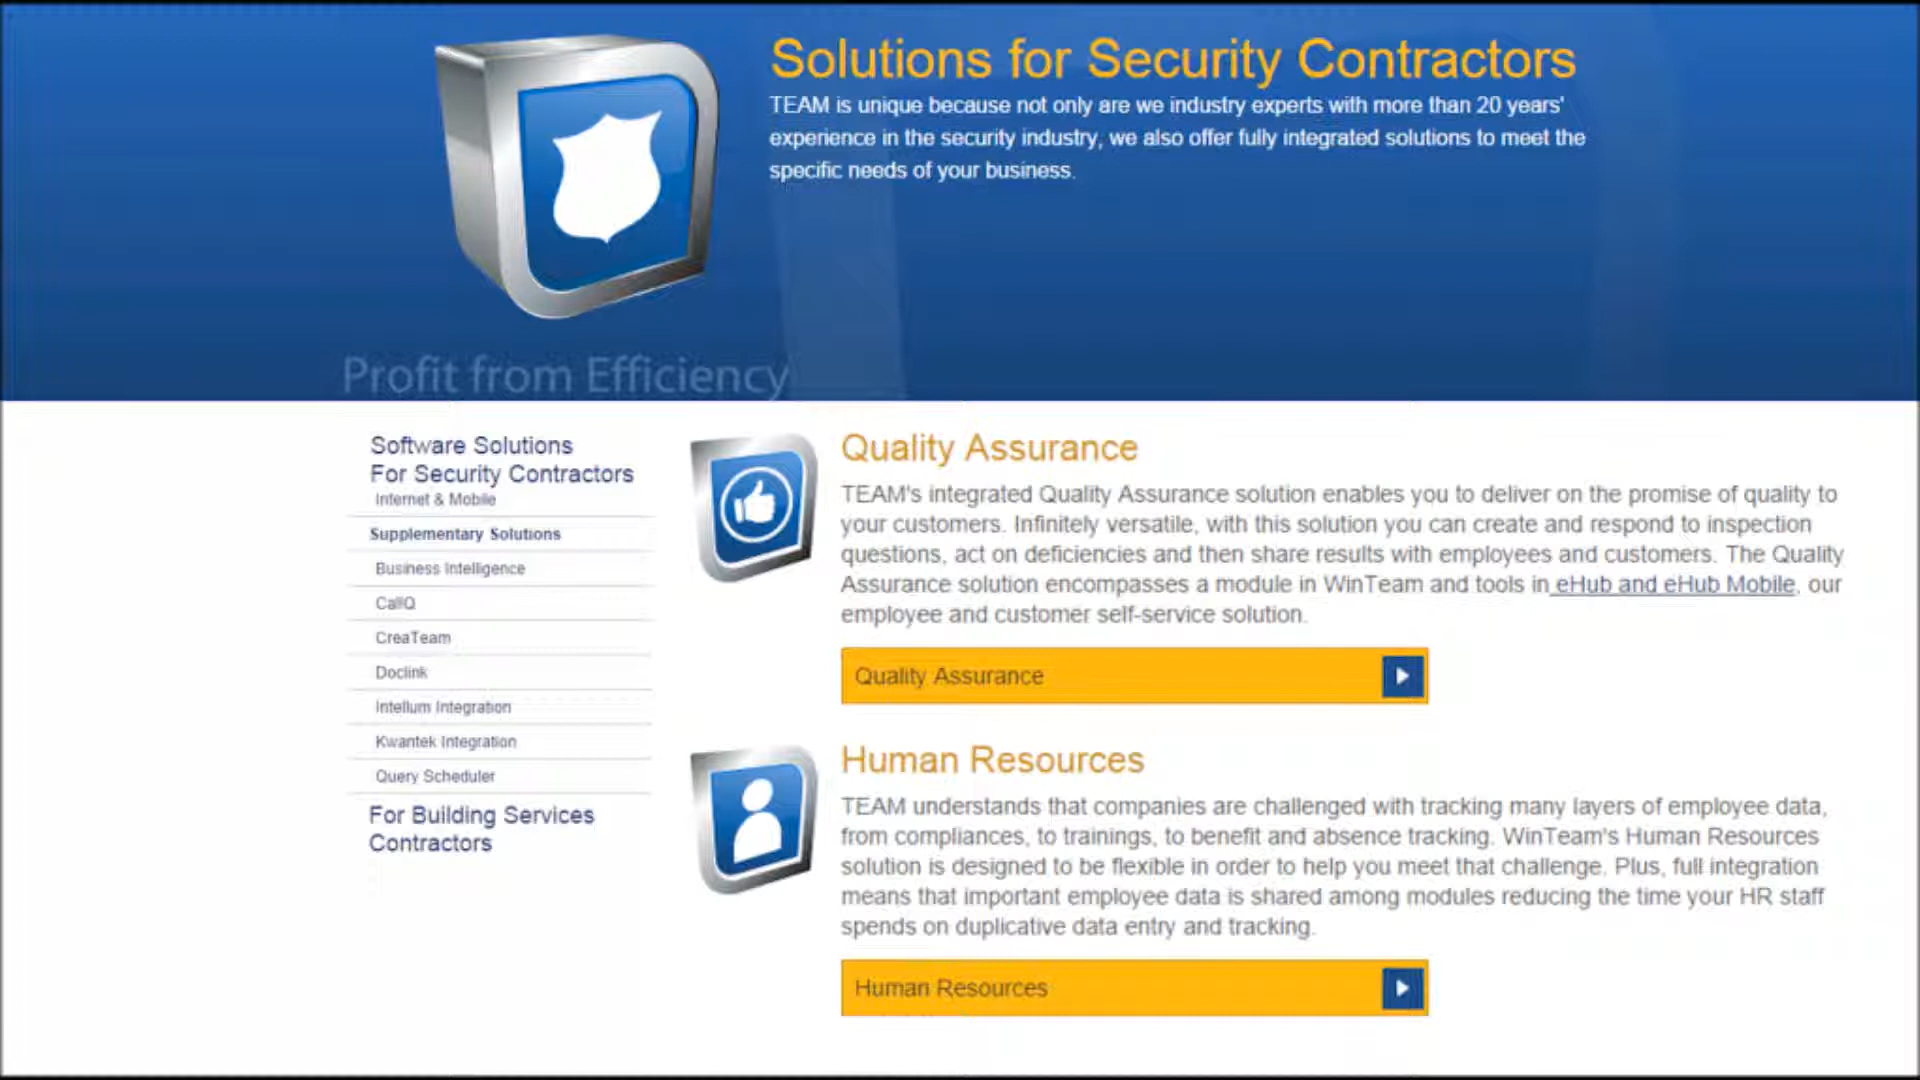 Solutions for Security Contractors
TEAM is unique because not only are we industry experts with more than 20 years'
experience in the security industry, we also offer fully integrated solutions to meet the
specific needs of your business.
Profit from Efficiency
Software Solutions
For Security Contractors
Internet & Mobile
Supplementary Solutions
Business Intelligence
CallQ
CreaTeam
Doclink
Intellum Integration
Kwantek Integration
Query Scheduler
For Building Services
Contractors
Quality Assurance
TEAM's integrated Quality Assurance solution enables you to deliver on the promise of quality to
your customers. Infinitely versatile, with this solution you can create and respond to inspection
questions, act on deficiencies and then share results with employees and customers. The Quality
Assurance solution encompasses a module in WinTeam and tools in eHub and eHub Mobile, our
employee and customer self-service solution.
Quality Assurance
Human Resources
TEAM understands that companies are challenged with tracking many layers of employee data,
from compliances, to trainings, to benefit and absence tracking. WinTeam's Human Resources
solution is designed to be flexible in order to help you meet that challenge. Plus, full integration
means that important employee data is shared among modules reducing the time your HR staff
spends on duplicative data entry and tracking.
Human Resources